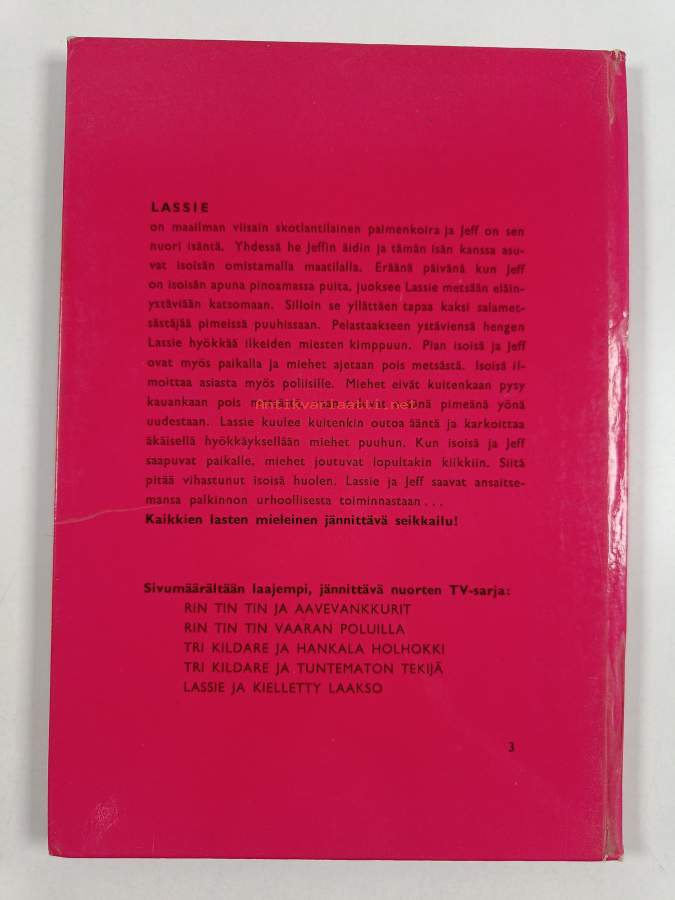 LASSIE
on maailman viisain skotlantilainen paimenkoira ja Jeff on sen
nuori isäntä. Yhdessä he Jeffin äidin ja tämän isän kanssa asu-
vat isoisän omistamalla maatilalla. Eräänä päivänä kun Jeff
on isoisän apuna pinoamassa puita, juoksee Lassie metsään eläin-
ystäviään katsomaan. Silloin se yllättäen tapaa kaksi salamet-
sästäjää pimeissä puuhissaan. Pelastaakseen ystäviensä hengen
Lassie hyökkää ilkeiden miesten kimppuun. Pian isoisä ja Jeff
ovat myös paikalla ja miehet ajetaan pois metsästä. Isoisä il-
moittaa asiasta myös poliisille. Miehet eivät kuitenkaan pysy
kauankaan pois metsästä, vaan pimeänä yönä
uudestaan. Lassie kuulee kuitenkin outoa ääntä ja karkoittaa
äkäisellä hyökkäyksellään miehet puuhun. Kun isoisä ja Jeff
saapuvat paikalle, miehet joutuvat lopultakin kiikkiin. Siitä
pitää vihastunut isoisä huolen. Lassie ja Jeff saavat ansaitse-
mansa palkinnon urhoollisesta toiminnastaan...
Kaikkien lasten mieleinen jännittävä seikkailu!
Sivumäärältään laajempi, jännittävä nuorten TV-sarja:
RIN TIN TIN JA AAVEVANKKURIT
RIN TIN TIN VAARAN POLUILLA
TRI KILDARE JA HANKALA HOLHOKKI
TRI KILDARE JA TUNTEMATON TEKIJÄ
LASSIE JA KIELLETTY LAAKSO
3